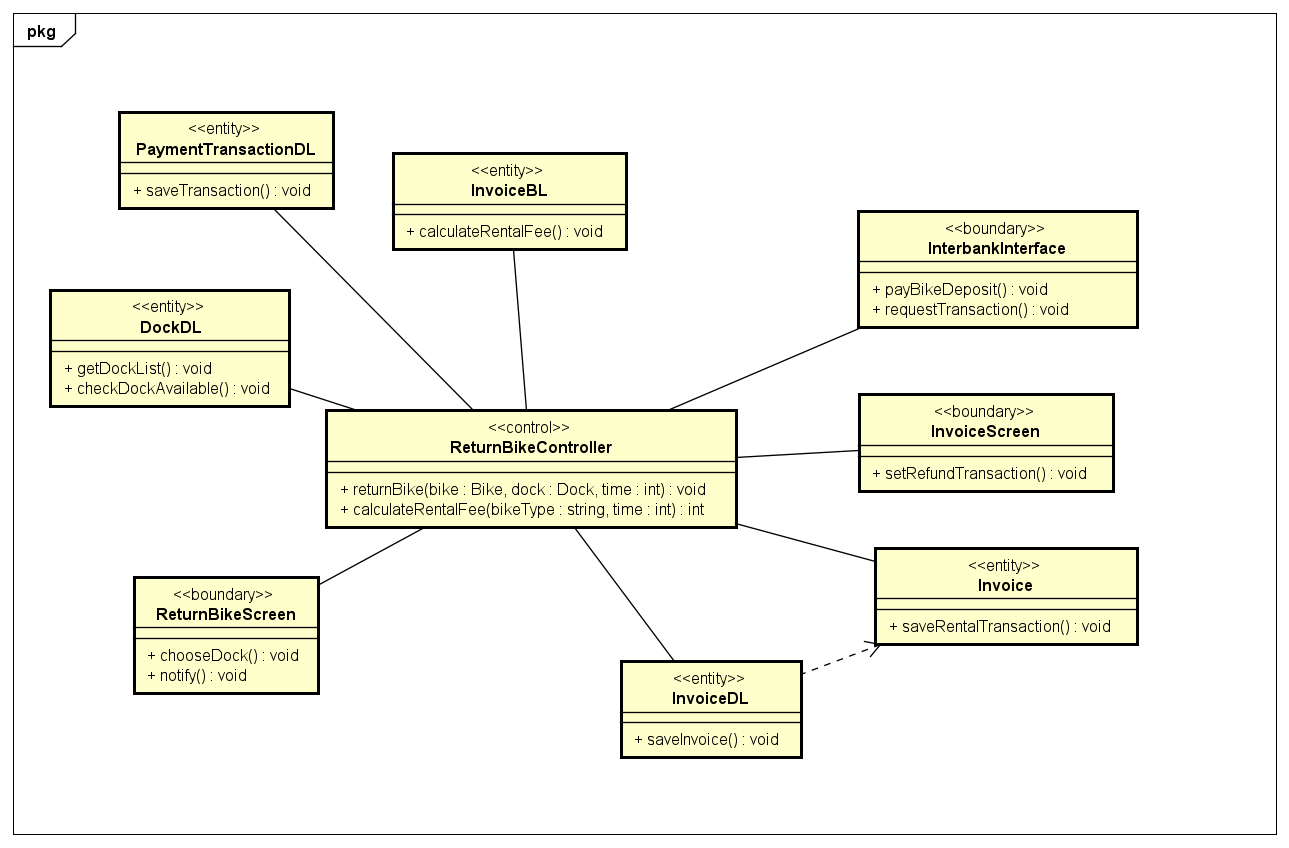 pkg
<<entity>>
PaymentTransactionDL
+ saveTransaction() : void
<<entity>>
InvoiceBL
+ calculateRentalFee() : void
<<boundary>>
InterbankInterface
+ payBikeDeposit() : void
+ requestTransaction() : void
<<entity>>
DockDL
+ getDockList() : void
+ checkDockAvailable() : void
<<control>>
ReturnBikeController
+ returnBike(bike : Bike, dock : Dock, time : int) : void
+ calculateRentalFee(bikeType : string, time : int) : int
<<boundary>>
InvoiceScreen
+ setRefundTransaction() : void
<<entity>>
Invoice
+ saveRentalTransaction() : void
<<boundary>>
ReturnBikeScreen
+ chooseDock() : void
+ notify() : void
<<entity>>
InvoiceDL
+ saveInvoice() : void